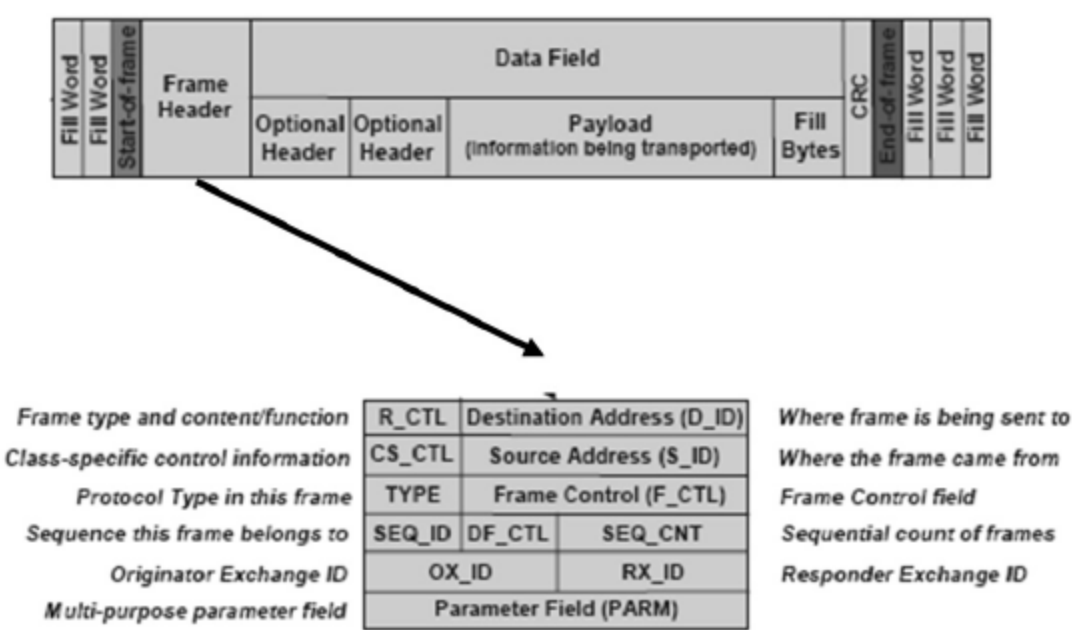 Fill Word
Fill Word
Start-of-frame
Frame
Header
Data Field
Optional
Header
Optional
Header
Payload
(information being transported)
Fill
Bytes
CRC
End-of-frame
Fill Word
Fill Word
Fill Word
Frame type and content/function R_CTL Destination Address (D_ID) Where frame is being sent to
Class-specific control information CS_CTL Source Address (S_ID) Where the frame came from
Protocol Type in this frame TYPE Frame Control (F_CTL) Frame Control field
Sequence this frame belongs to SEQ_ID DF_CTL SEQ_CNT Sequential count of frames
Originator Exchange ID OX_ID RX_ID Responder Exchange ID
Multi-purpose parameter field Parameter Field (PARM)